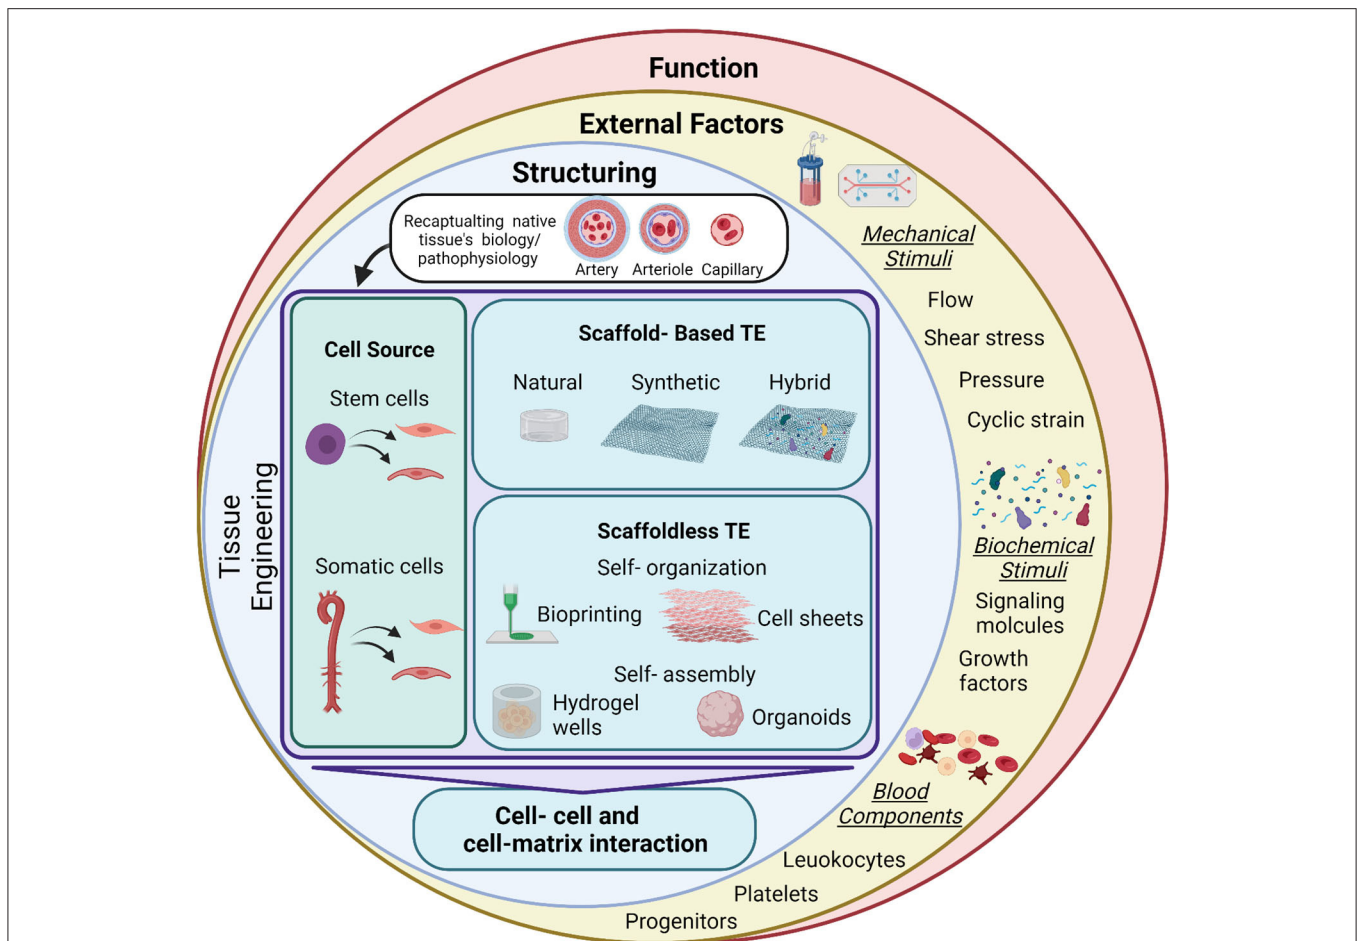 Function
External Factors
Structuring
Recaptualting native
tissue's biology/
pathophysiology
Artery
Arteriole
Capillary
Tissue
Engineering
Cell Source
Stem cells
Somatic cells
Scaffold- Based TE
Natural
Synthetic
Hybrid
Scaffoldless TE
Self- organization
Bioprinting
Cell sheets
Self- assembly
Hydrogel
wells
Organoids
Cell- cell and
cell-matrix interaction
Mechanical
Stimuli
Flow
Shear stress
Pressure
Cyclic strain
Biochemical
Stimuli
Signaling
molcules
Growth
factors
Blood
Components
Leuokocytes
Platelets
Progenitors